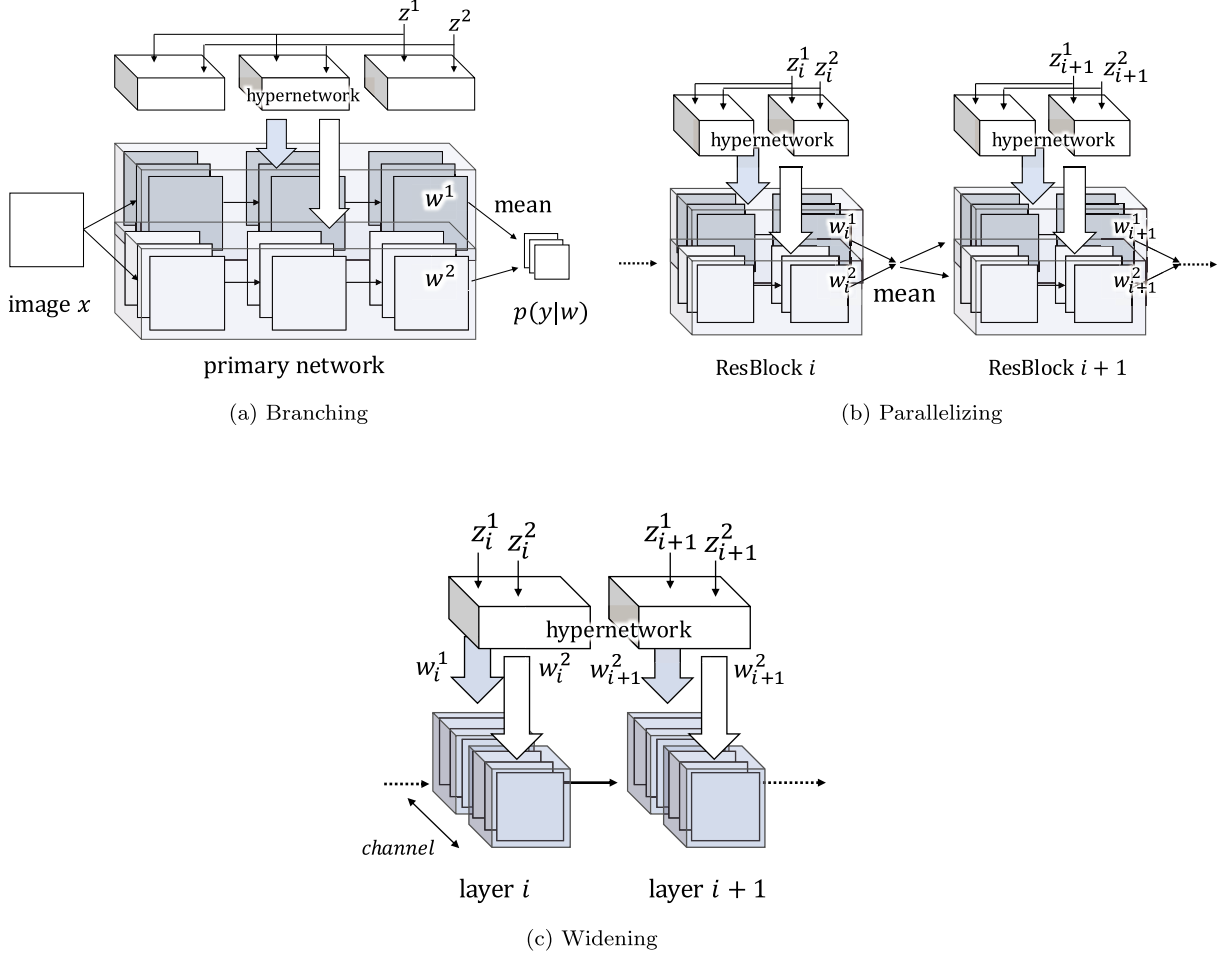 z^1
z^2
hypernetwork
w^1
mean
w^2
image x
p(y|w)
primary network
(a) Branching
z_i^1 z_i^2
z_{i+1}^1 z_{i+1}^2
hypernetwork
hypernetwork
w_i^1
w_{i+1}^1
w_i^2
w_{i+1}^2
mean
ResBlock i
ResBlock i + 1
(b) Parallelizing
z_i^1 z_i^2
z_{i+1}^1 z_{i+1}^2
hypernetwork
w_i^1
w_i^2
w_{i+1}^2
w_{i+1}^2
channel
layer i
layer i + 1
(c) Widening